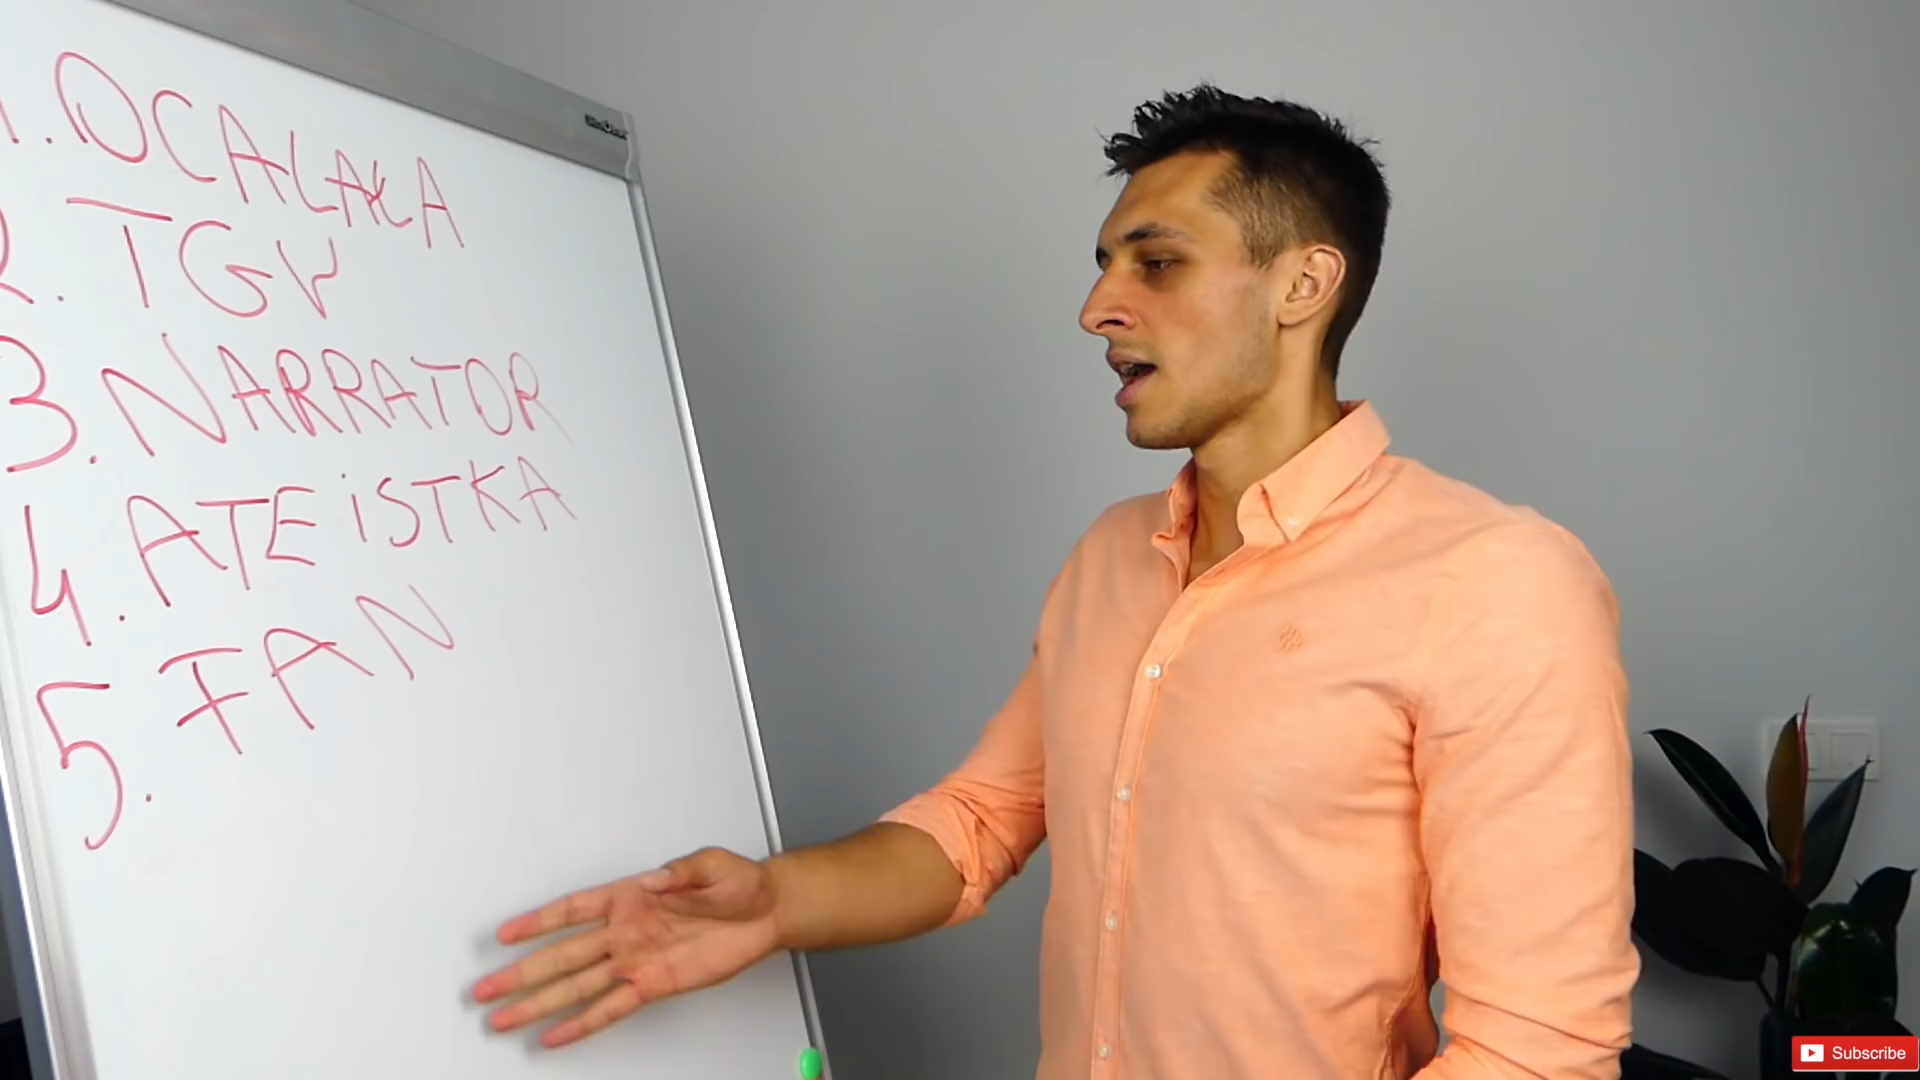 1. OCALAŁA
2. TGV
3. NARRATOR
4. ATEiSTKA
5. FAN
Subscribe